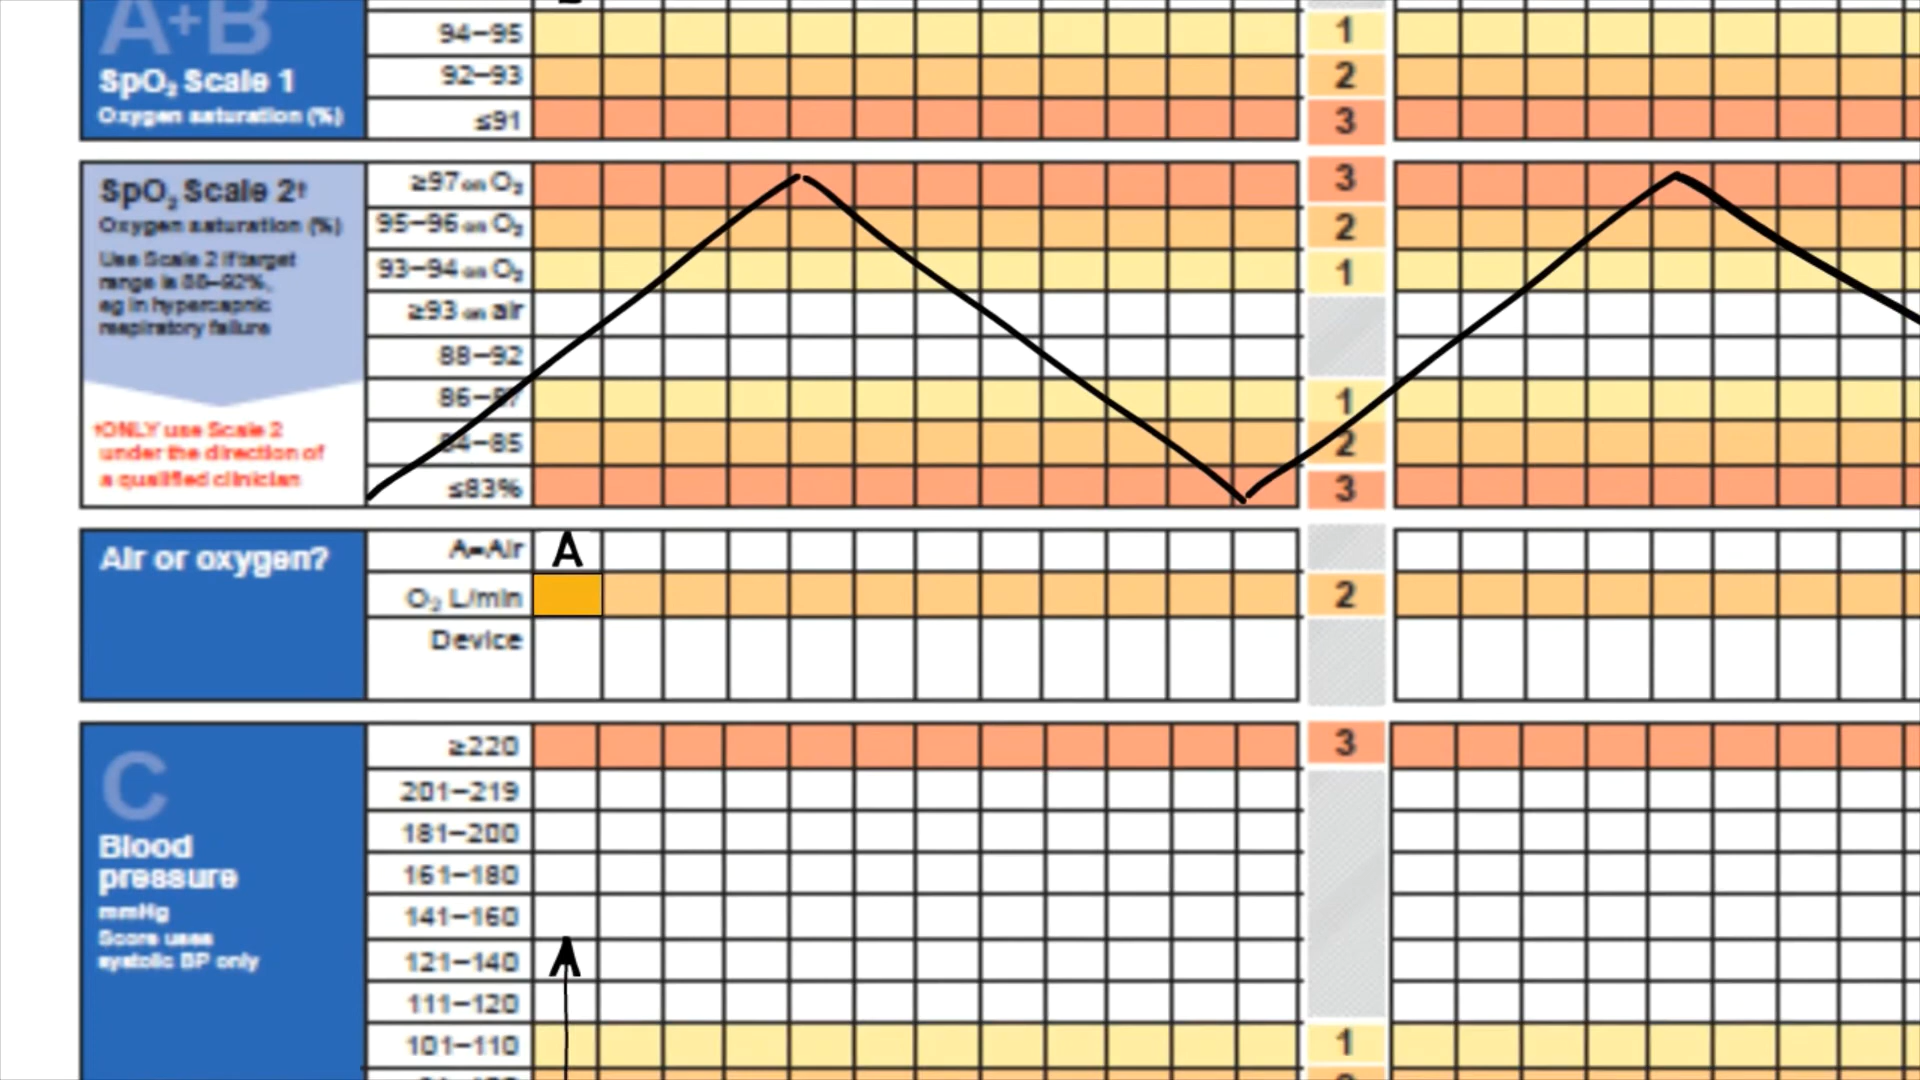 A+B
SpO₂ Scale 1
Oxygen saturation (%)
94–95
1
92–93
2
≤91
3
SpO₂ Scale 2†
Oxygen saturation (%)
Use Scale 2 if target
range is 88–92%,
eg in hypercapnic
respiratory failure
†ONLY use Scale 2
under the direction of
a qualified clinician
≥97 on O₂
3
95–96 on O₂
2
93–94 on O₂
1
≥93 on air
88–92
86–87
1
84–85
2
≤83%
3
Air or oxygen?
A=Air
A
O₂ L/min
2
Device
C
Blood
pressure
mmHg
Score uses
systolic BP only
≥220
3
201–219
181–200
161–180
141–160
121–140
111–120
101–110
1